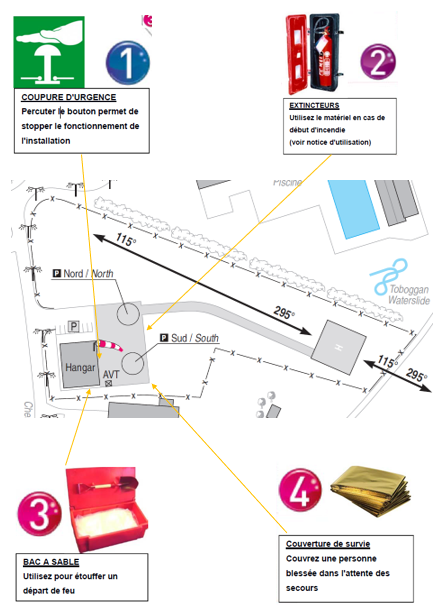 1
COUPURE D'URGENCE
Percuter le bouton permet de
stopper le fonctionnement de
l'installation
2
EXTINCTEURS
Utilisez le matériel en cas de
début d'incendie
(voir notice d'utilisation)
Piscine
115°
P Nord / North
295°
Toboggan
Waterslide
P
P Sud / South
H
Hangar
AVT
115°
295°
Che
3
BAC A SABLE
Utilisez pour étouffer un
départ de feu
4
Couverture de survie
Couvrez une personne
blessée dans l'attente des
secours